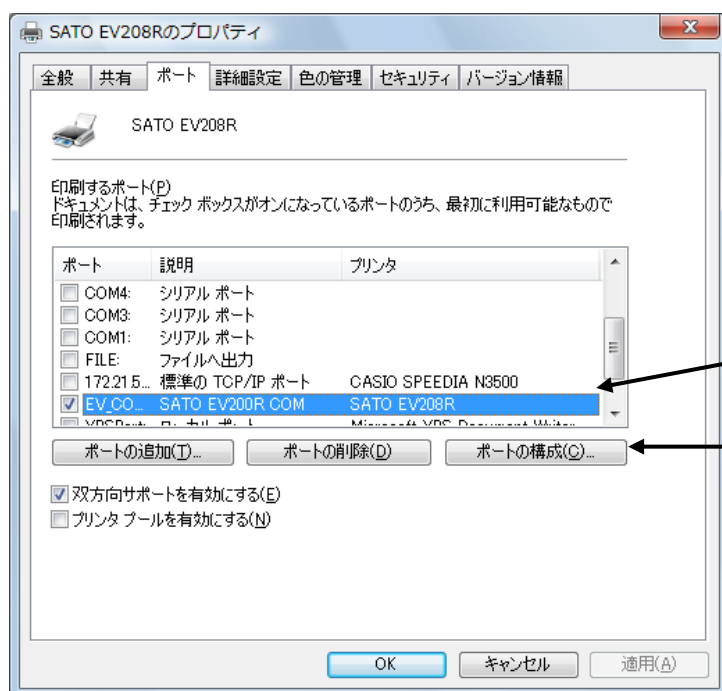 SATO EV208Rのプロパティ
全般 共有 ポート 詳細設定 色の管理 セキュリティ バージョン情報
SATO EV208R
印刷するポート(P)
ドキュメントは、チェック ボックスがオンになっているポートのうち、最初に利用可能なもので
印刷されます。
ポート 説明 プリンタ
COM4: シリアル ポート
COM3: シリアル ポート
COM1: シリアル ポート
FILE: ファイルへ出力
172.21.5... 標準の TCP/IP ポート CASIO SPEEDIA N3500
EV_CO... SATO EV200R COM SATO EV208R
ポートの追加(T)... ポートの削除(D) ポートの構成(C)...
双方向サポートを有効にする(E)
プリンタ プールを有効にする(N)
OK キャンセル 適用(A)